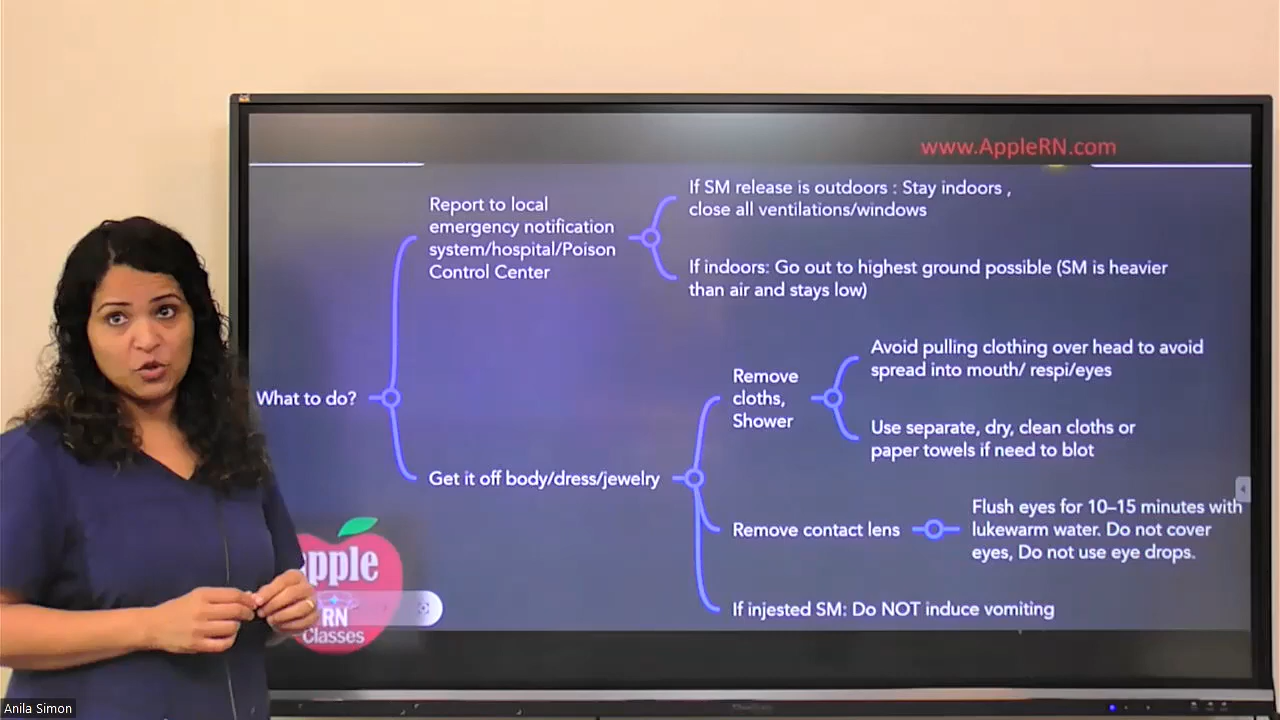 www.AppleRN.com
Report to local
emergency notification
system/hospital/Poison
Control Center
If SM release is outdoors : Stay indoors ,
close all ventilations/windows
If indoors: Go out to highest ground possible (SM is heavier
than air and stays low)
What to do?
Get it off body/dress/jewelry
Remove
cloths,
Shower
Avoid pulling clothing over head to avoid
spread into mouth/ respi/eyes
Use separate, dry, clean cloths or
paper towels if need to blot
Remove contact lens
Flush eyes for 10–15 minutes with
lukewarm water. Do not cover
eyes, Do not use eye drops.
If injested SM: Do NOT induce vomiting
apple
RN
Classes
Anila Simon